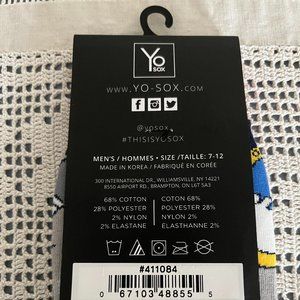 Yo
SOX
WWW.YO-SOX.COM
@yosox_
#THISISYOSOX
MEN'S / HOMMES • SIZE /TAILLE: 7-12
MADE IN KOREA / FABRIQUÉ EN CORÉE
300 INTERNATIONAL DR., WILLIAMSVILLE, NY 14221
8550 AIRPORT RD., BRAMPTON, ON L6T 5A3
68% COTTON
28% POLYESTER
2% NYLON
2% ELASTANE
COTON 68%
POLYESTER 28%
NYLON 2%
ELASTHANNE 2%
#411084
0 67103 48855 5